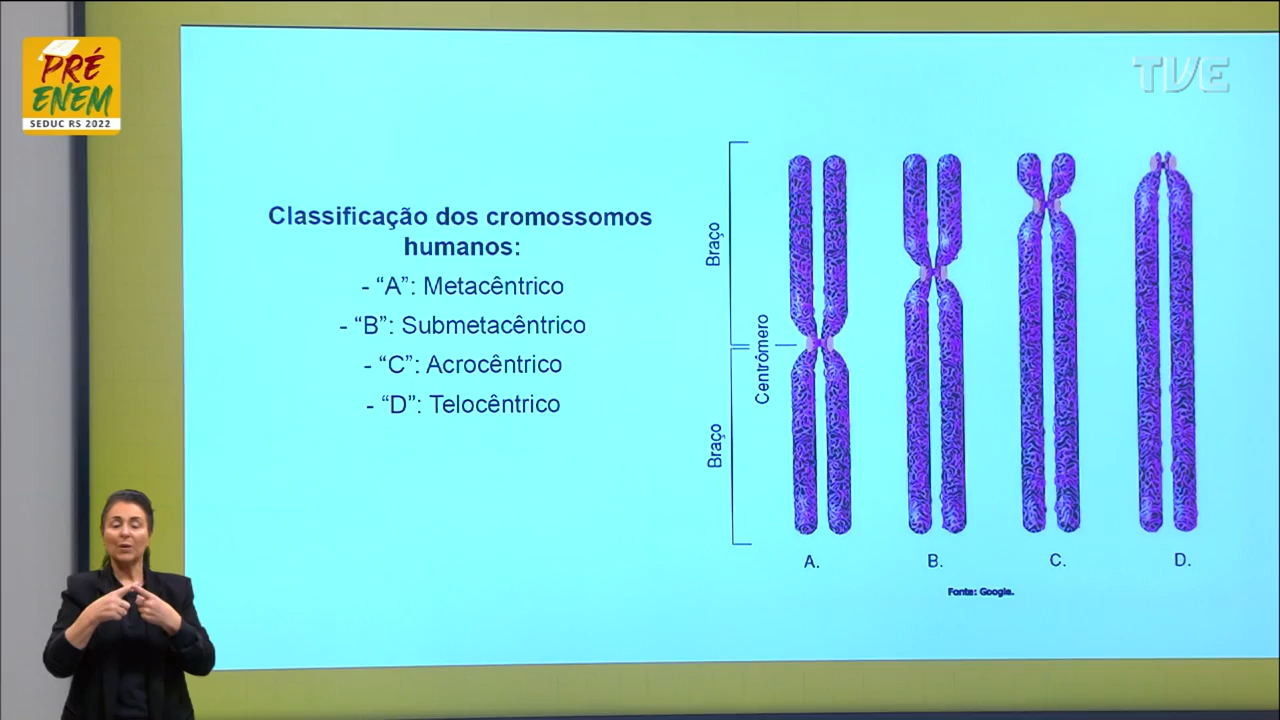 PRÉ
ENEM
SEDUC RS 2022
TVE
Classificação dos cromossomos
humanos:
- “A”: Metacêntrico
- “B”: Submetacêntrico
- “C”: Acrocêntrico
- “D”: Telocêntrico
Braço
Centrômero
Braço
A.
B.
C.
D.
Fonte: Google.